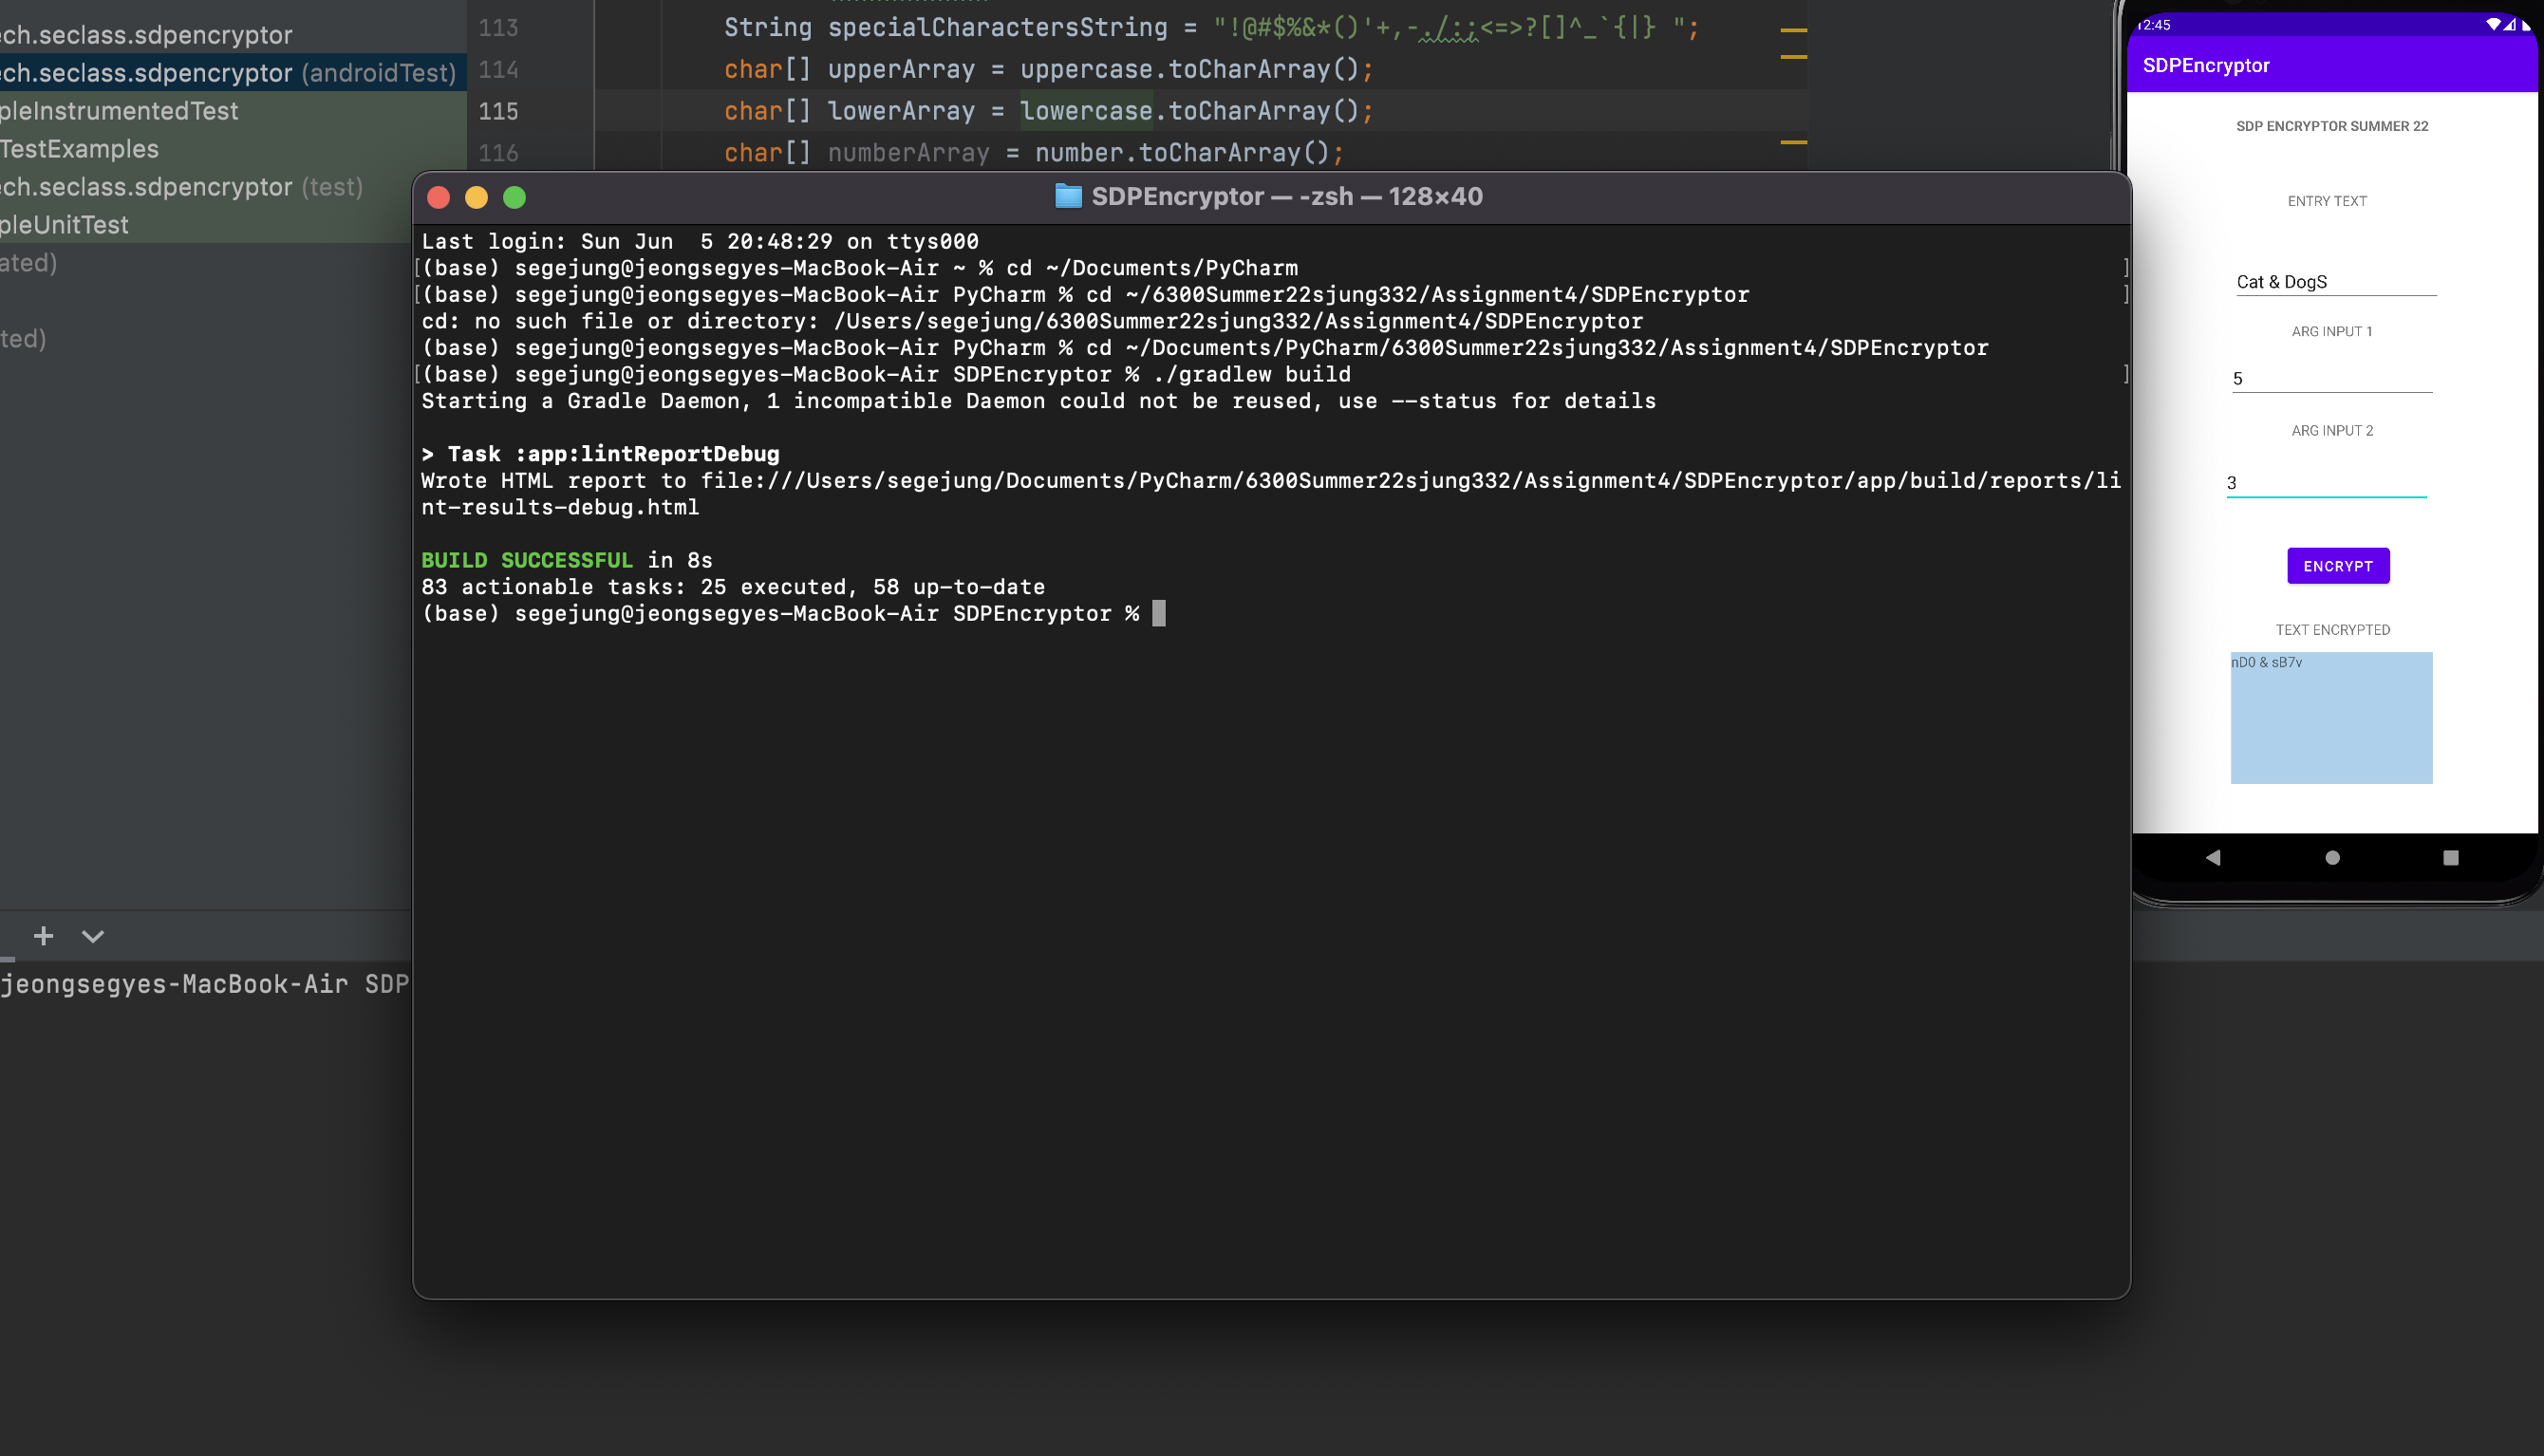 ch.seclass.sdpencryptor
ch.seclass.sdpencryptor (androidTest)
pleInstrumentedTest
TestExamples
ch.seclass.sdpencryptor (test)
pleUnitTest
ated)
ted)
113 String specialCharactersString = "!@#$%&*()'+,-./:;<=>?[]^_`{|} ";
114 char[] upperArray = uppercase.toCharArray();
115 char[] lowerArray = lowercase.toCharArray();
116 char[] numberArray = number.toCharArray();
SDPEncryptor — -zsh — 128×40
Last login: Sun Jun  5 20:48:29 on ttys000
[(base) segejung@jeongsegyes-MacBook-Air ~ % cd ~/Documents/PyCharm ]
[(base) segejung@jeongsegyes-MacBook-Air PyCharm % cd ~/6300Summer22sjung332/Assignment4/SDPEncryptor ]
cd: no such file or directory: /Users/segejung/6300Summer22sjung332/Assignment4/SDPEncryptor
(base) segejung@jeongsegyes-MacBook-Air PyCharm % cd ~/Documents/PyCharm/6300Summer22sjung332/Assignment4/SDPEncryptor
[(base) segejung@jeongsegyes-MacBook-Air SDPEncryptor % ./gradlew build ]
Starting a Gradle Daemon, 1 incompatible Daemon could not be reused, use --status for details
> Task :app:lintReportDebug
Wrote HTML report to file:///Users/segejung/Documents/PyCharm/6300Summer22sjung332/Assignment4/SDPEncryptor/app/build/reports/li
nt-results-debug.html
BUILD SUCCESSFUL in 8s
83 actionable tasks: 25 executed, 58 up-to-date
(base) segejung@jeongsegyes-MacBook-Air SDPEncryptor %
jeongsegyes-MacBook-Air SDP
12:45
SDPEncryptor
SDP ENCRYPTOR SUMMER 22
ENTRY TEXT
Cat & DogS
ARG INPUT 1
5
ARG INPUT 2
3
ENCRYPT
TEXT ENCRYPTED
nD0 & sB7v